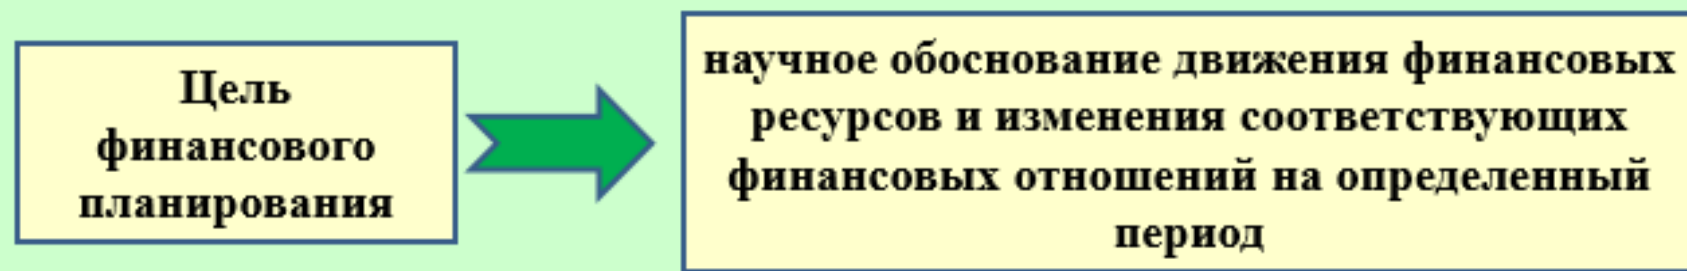 Цель
финансового
планирования
научное обоснование движения финансовых
ресурсов и изменения соответствующих
финансовых отношений на определенный
период